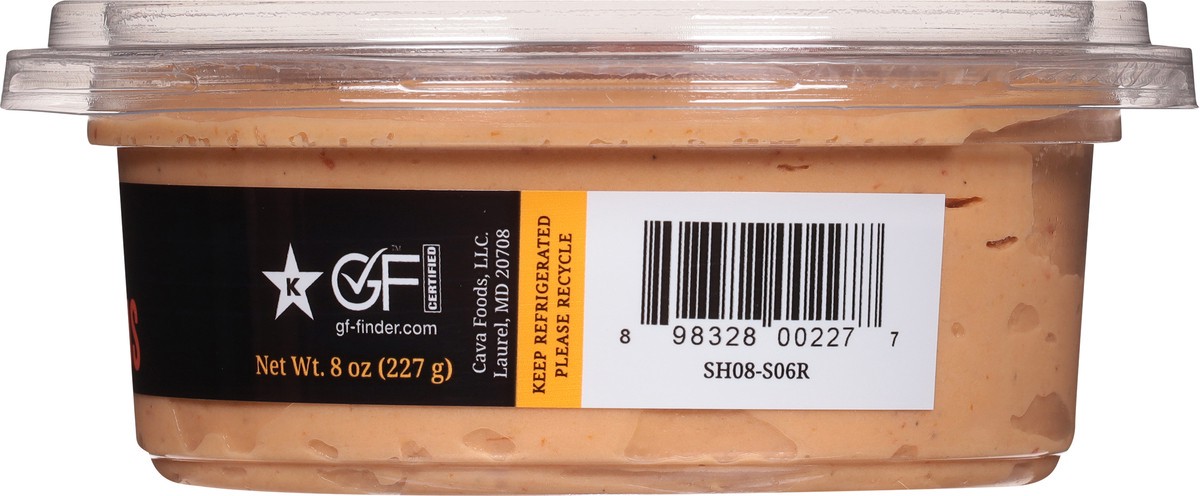 S
K
GF™
CERTIFIED
gf-finder.com
Net Wt. 8 oz (227 g)
Cava Foods, LLC.
Laurel, MD 20708
KEEP REFRIGERATED
PLEASE RECYCLE
8 98328 00227 7
SH08-S06R